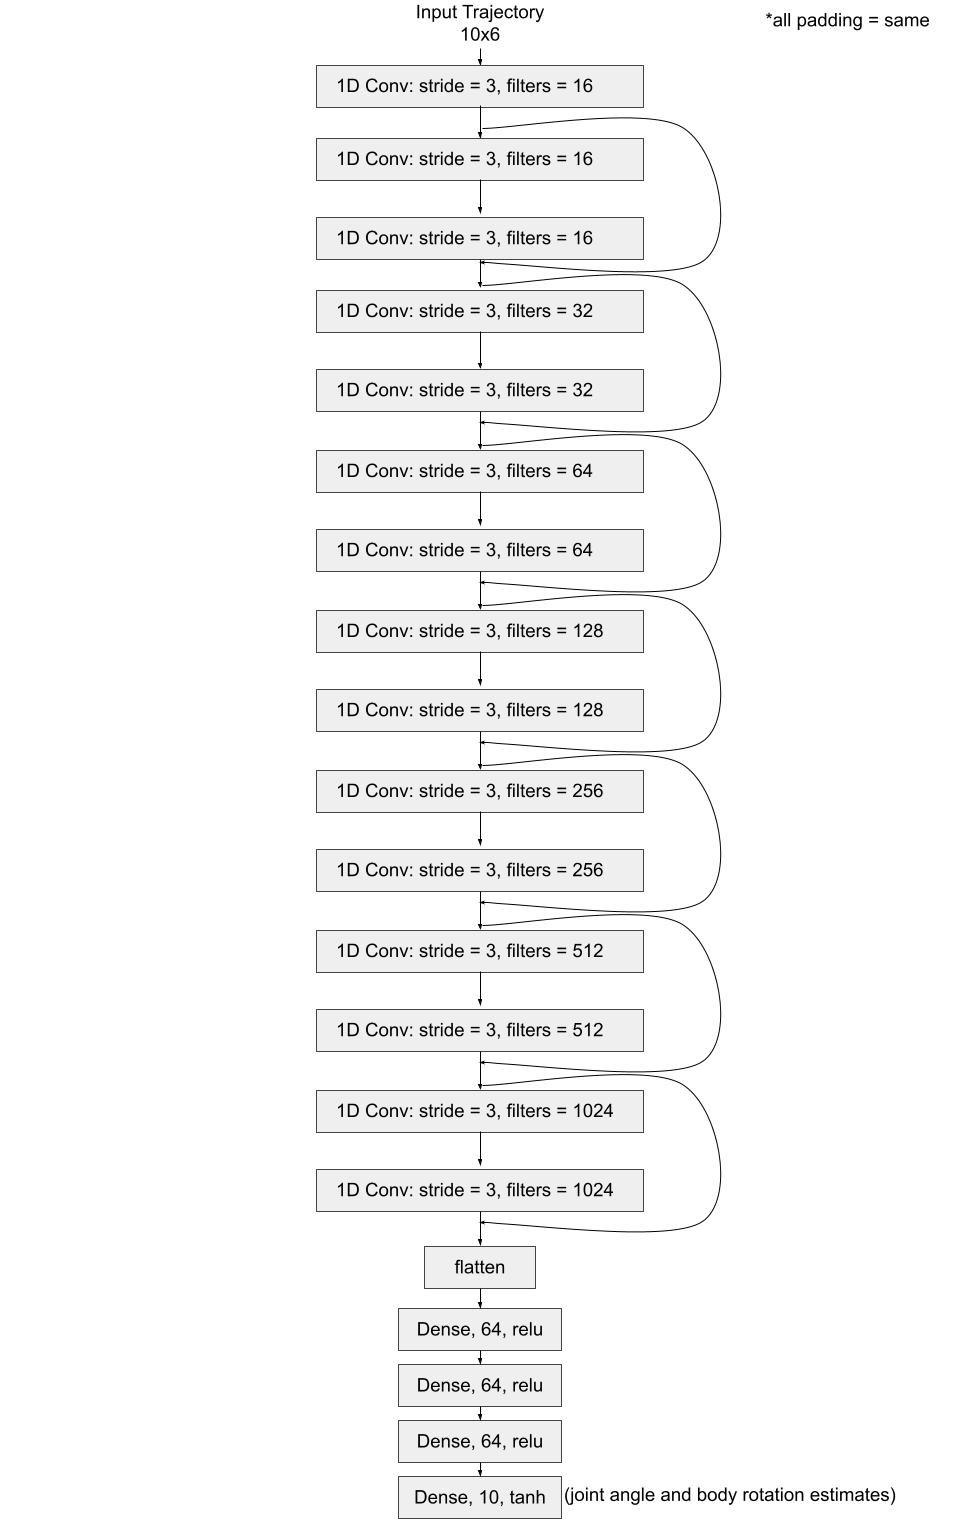 Input Trajectory
10x6
*all padding = same
1D Conv: stride = 3, filters = 16
1D Conv: stride = 3, filters = 16
1D Conv: stride = 3, filters = 16
1D Conv: stride = 3, filters = 32
1D Conv: stride = 3, filters = 32
1D Conv: stride = 3, filters = 64
1D Conv: stride = 3, filters = 64
1D Conv: stride = 3, filters = 128
1D Conv: stride = 3, filters = 128
1D Conv: stride = 3, filters = 256
1D Conv: stride = 3, filters = 256
1D Conv: stride = 3, filters = 512
1D Conv: stride = 3, filters = 512
1D Conv: stride = 3, filters = 1024
1D Conv: stride = 3, filters = 1024
flatten
Dense, 64, relu
Dense, 64, relu
Dense, 64, relu
Dense, 10, tanh
(joint angle and body rotation estimates)